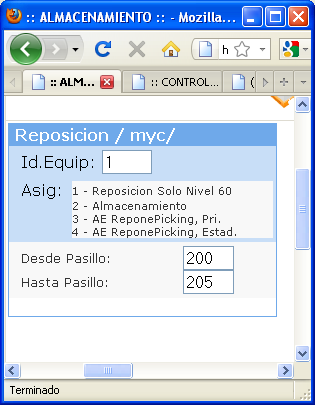 :: ALMACENAMIENTO :: - Mozilla...
h
:: ALM...
:: CONTROL...
(
Reposicion / myc/
Id.Equip: 1
Asig: 1 - Reposicion Solo Nivel 60
2 - Almacenamiento
3 - AE ReponePicking, Pri.
4 - AE ReponePicking, Estad.
Desde Pasillo: 200
Hasta Pasillo: 205
Terminado